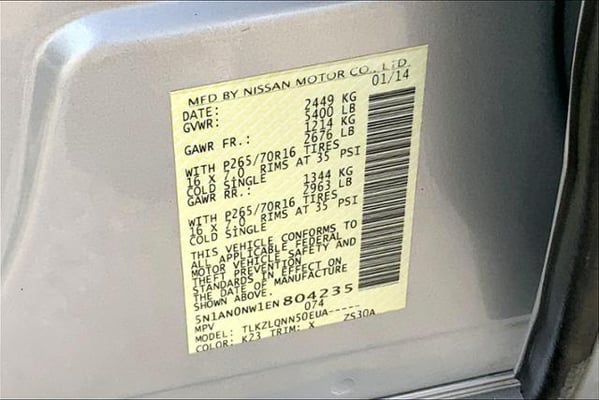 MFD BY NISSAN MOTOR CO., LTD.
DATE: 01/14
GVWR: 2449 KG
5400 LB
GAWR FR.: 1214 KG
2676 LB
WITH P265/70R16 TIRES
16 X 7.0 RIMS AT 35 PSI
COLD SINGLE
GAWR RR.: 1344 KG
2963 LB
WITH P265/70R16 TIRES
16 X 7.0 RIMS AT 35 PSI
COLD SINGLE
THIS VEHICLE CONFORMS TO
ALL APPLICABLE FEDERAL
MOTOR VEHICLE SAFETY AND
THEFT PREVENTION
STANDARDS IN EFFECT ON
THE DATE OF MANUFACTURE
SHOWN ABOVE.
5N1AN0NW1EN804235
MPV 074
MODEL: TLKZLQNN50EUA-----
COLOR: K23 TRIM: X ZS30A